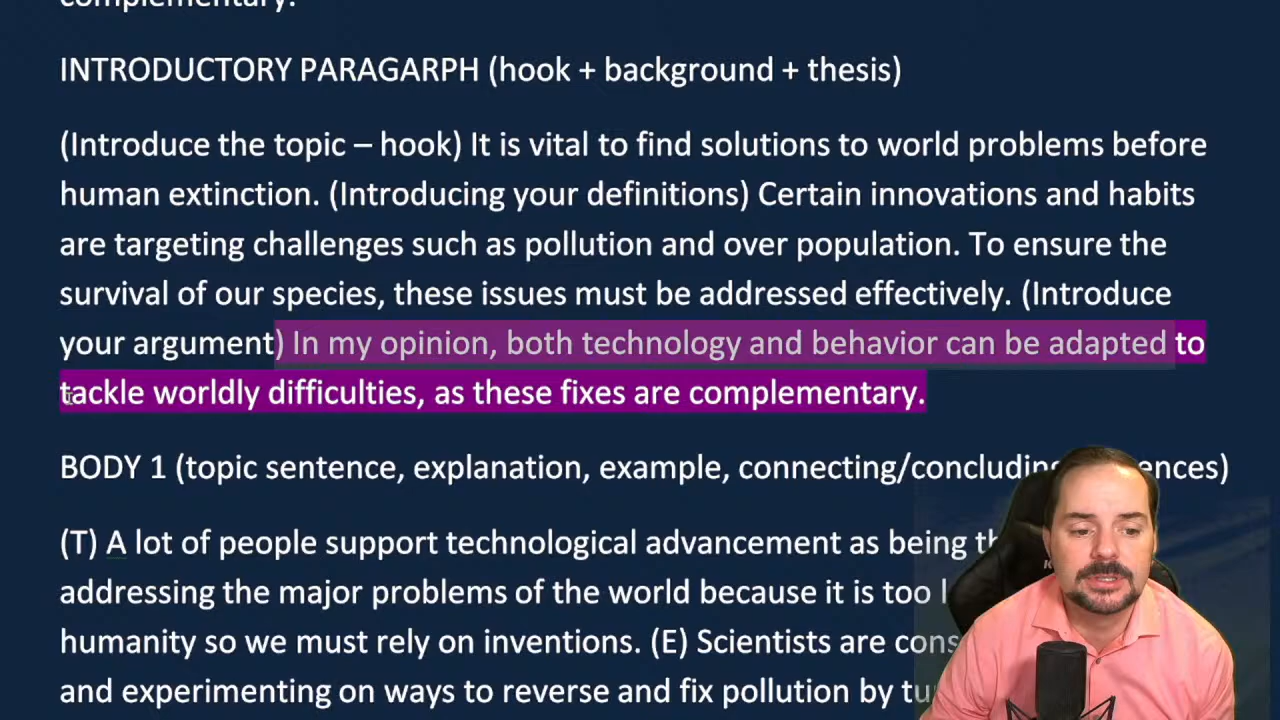 complementary.
INTRODUCTORY PARAGARPH (hook + background + thesis)
(Introduce the topic – hook) It is vital to find solutions to world problems before
human extinction. (Introducing your definitions) Certain innovations and habits
are targeting challenges such as pollution and over population. To ensure the
survival of our species, these issues must be addressed effectively. (Introduce
your argument) In my opinion, both technology and behavior can be adapted to
tackle worldly difficulties, as these fixes are complementary.
BODY 1 (topic sentence, explanation, example, connecting/concluding
(T) A lot of people support technological advancement as being
addressing the major problems of the world because it is too
humanity so we must rely on inventions. (E) Scientists are
and experimenting on ways to reverse and fix pollution by